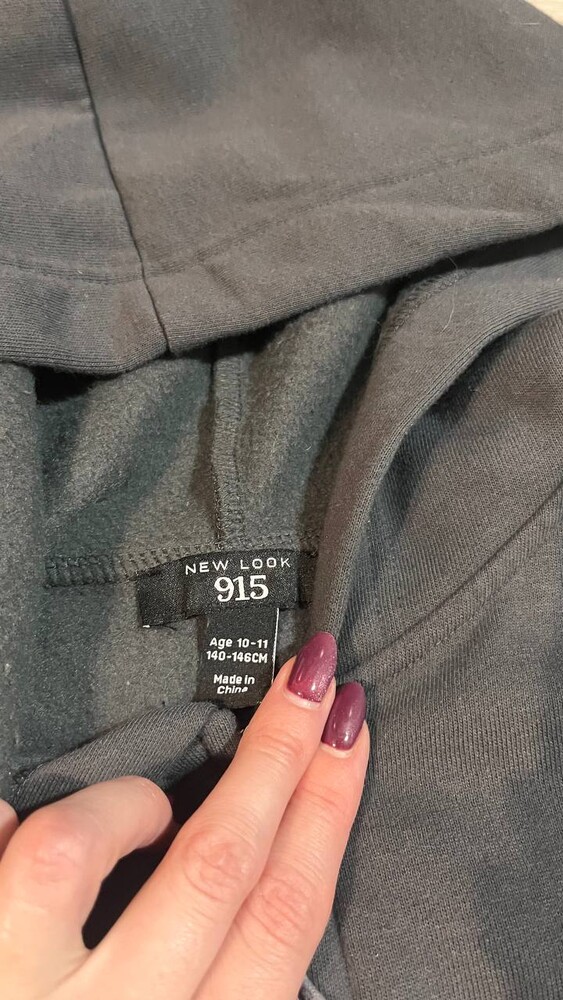 NEW LOOK
915
Age 10-11
140-146CM
Made in
China